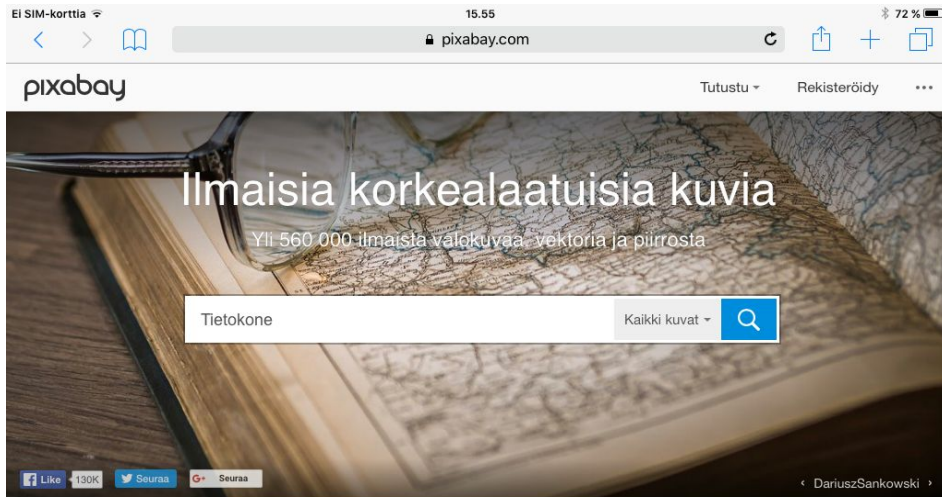 Ei SIM-korttia 15.55 72 %
pixabay.com
pixabay Tutustu Rekisteröidy
Ilmaisia korkealaatuisia kuvia
Yli 560 000 ilmaista valokuvaa, vektoria ja piirrosta
Tietokone Kaikki kuvat
Like 130K Seuraa G+ Seuraa
DariuszSankowski